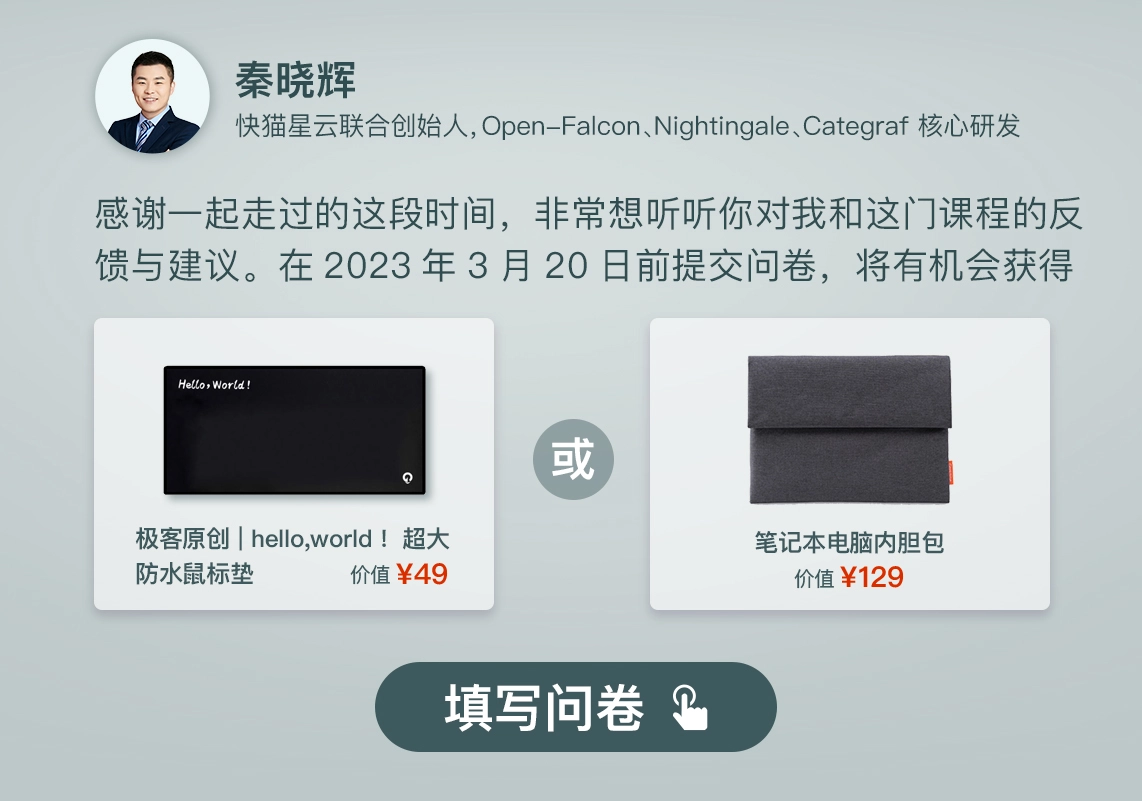 秦晓辉
快猫星云联合创始人，Open-Falcon、Nightingale、Categraf 核心研发
感谢一起走过的这段时间，非常想听听你对我和这门课程的反
馈与建议。在 2023 年 3 月 20 日前提交问卷，将有机会获得
Hello,World!
极客原创 | hello,world！ 超大
防水鼠标垫 价值 ¥49
或
笔记本电脑内胆包
价值 ¥129
填写问卷